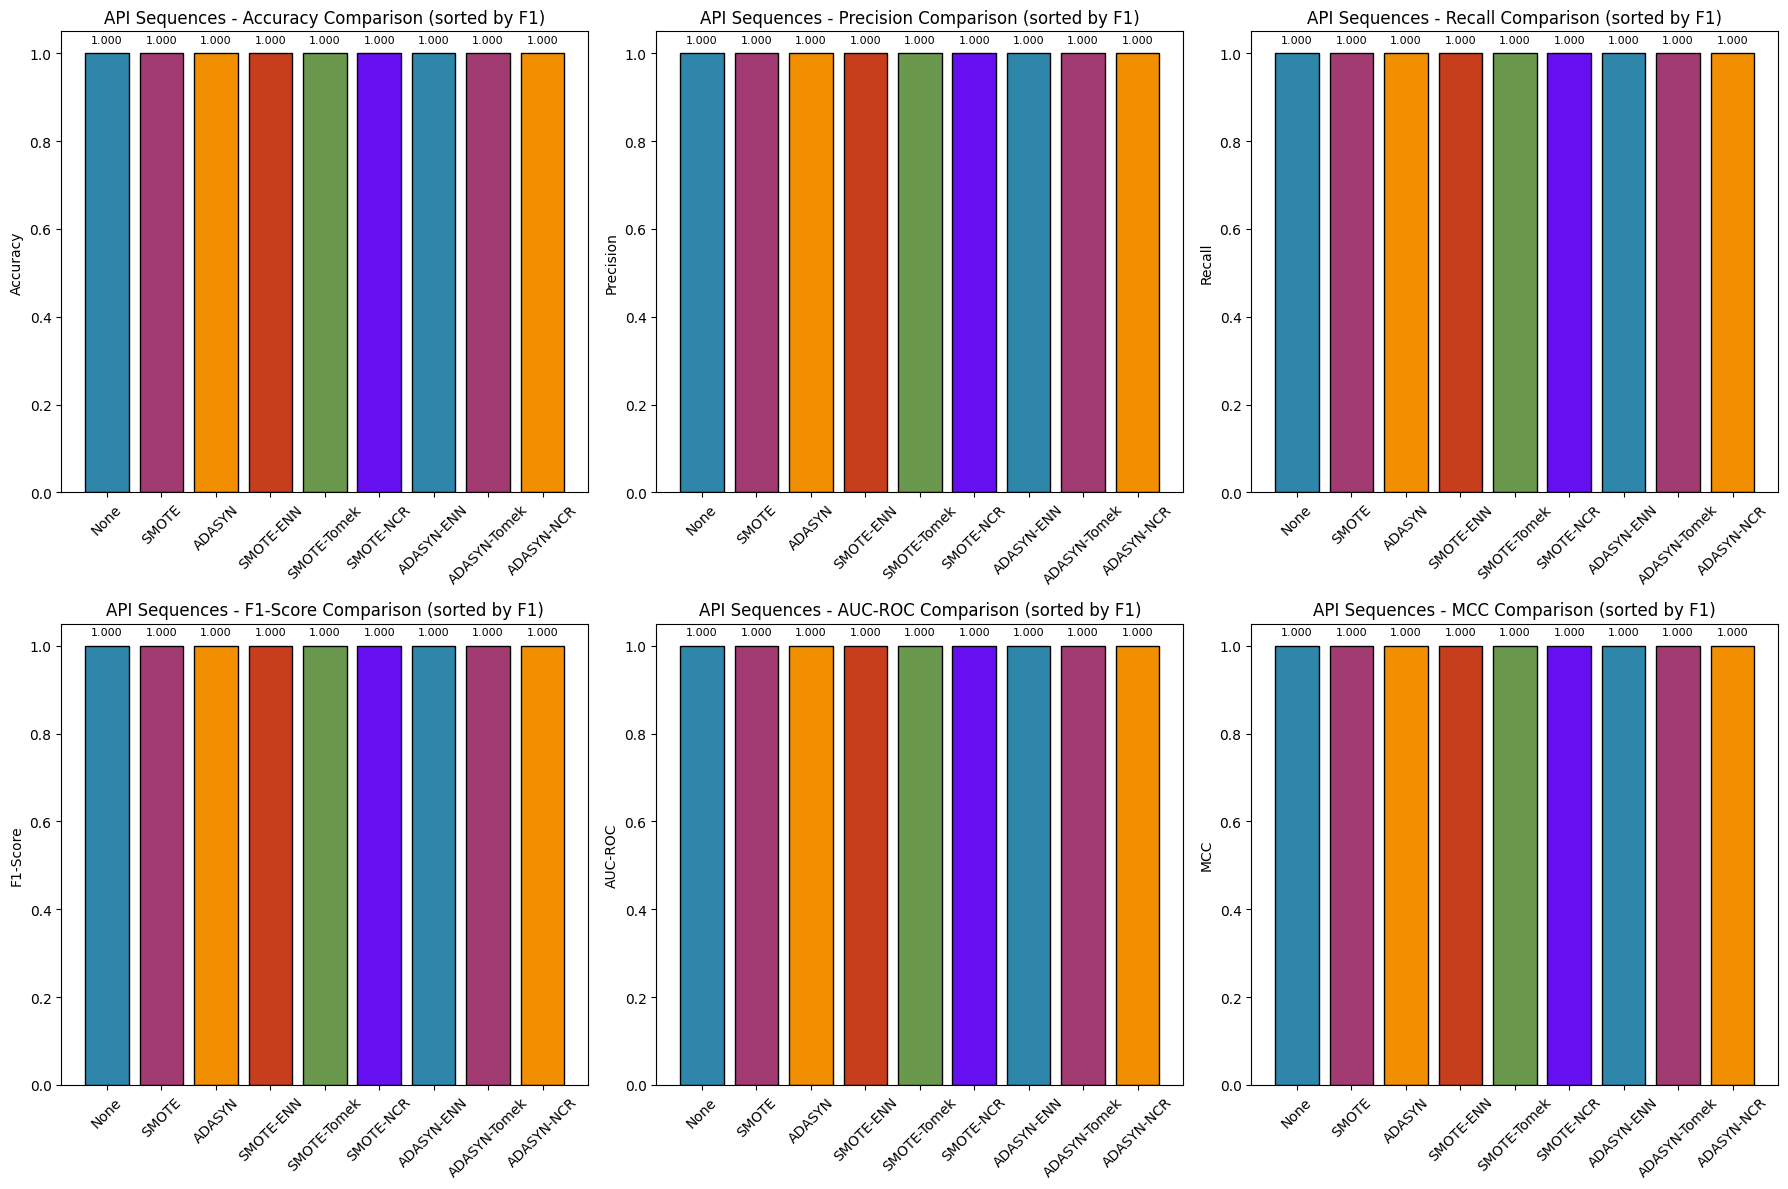 API Sequences - Accuracy Comparison (sorted by F1)
1.000 1.000 1.000 1.000 1.000 1.000 1.000 1.000 1.000
1.0
0.8
0.6
0.4
0.2
0.0
Accuracy
None SMOTE ADASYN SMOTE-ENN SMOTE-Tomek SMOTE-NCR ADASYN-ENN ADASYN-Tomek ADASYN-NCR
API Sequences - Precision Comparison (sorted by F1)
1.000 1.000 1.000 1.000 1.000 1.000 1.000 1.000 1.000
1.0
0.8
0.6
0.4
0.2
0.0
Precision
None SMOTE ADASYN SMOTE-ENN SMOTE-Tomek SMOTE-NCR ADASYN-ENN ADASYN-Tomek ADASYN-NCR
API Sequences - Recall Comparison (sorted by F1)
1.000 1.000 1.000 1.000 1.000 1.000 1.000 1.000 1.000
1.0
0.8
0.6
0.4
0.2
0.0
Recall
None SMOTE ADASYN SMOTE-ENN SMOTE-Tomek SMOTE-NCR ADASYN-ENN ADASYN-Tomek ADASYN-NCR
API Sequences - F1-Score Comparison (sorted by F1)
1.000 1.000 1.000 1.000 1.000 1.000 1.000 1.000 1.000
1.0
0.8
0.6
0.4
0.2
0.0
F1-Score
None SMOTE ADASYN SMOTE-ENN SMOTE-Tomek SMOTE-NCR ADASYN-ENN ADASYN-Tomek ADASYN-NCR
API Sequences - AUC-ROC Comparison (sorted by F1)
1.000 1.000 1.000 1.000 1.000 1.000 1.000 1.000 1.000
1.0
0.8
0.6
0.4
0.2
0.0
AUC-ROC
None SMOTE ADASYN SMOTE-ENN SMOTE-Tomek SMOTE-NCR ADASYN-ENN ADASYN-Tomek ADASYN-NCR
API Sequences - MCC Comparison (sorted by F1)
1.000 1.000 1.000 1.000 1.000 1.000 1.000 1.000 1.000
1.0
0.8
0.6
0.4
0.2
0.0
MCC
None SMOTE ADASYN SMOTE-ENN SMOTE-Tomek SMOTE-NCR ADASYN-ENN ADASYN-Tomek ADASYN-NCR